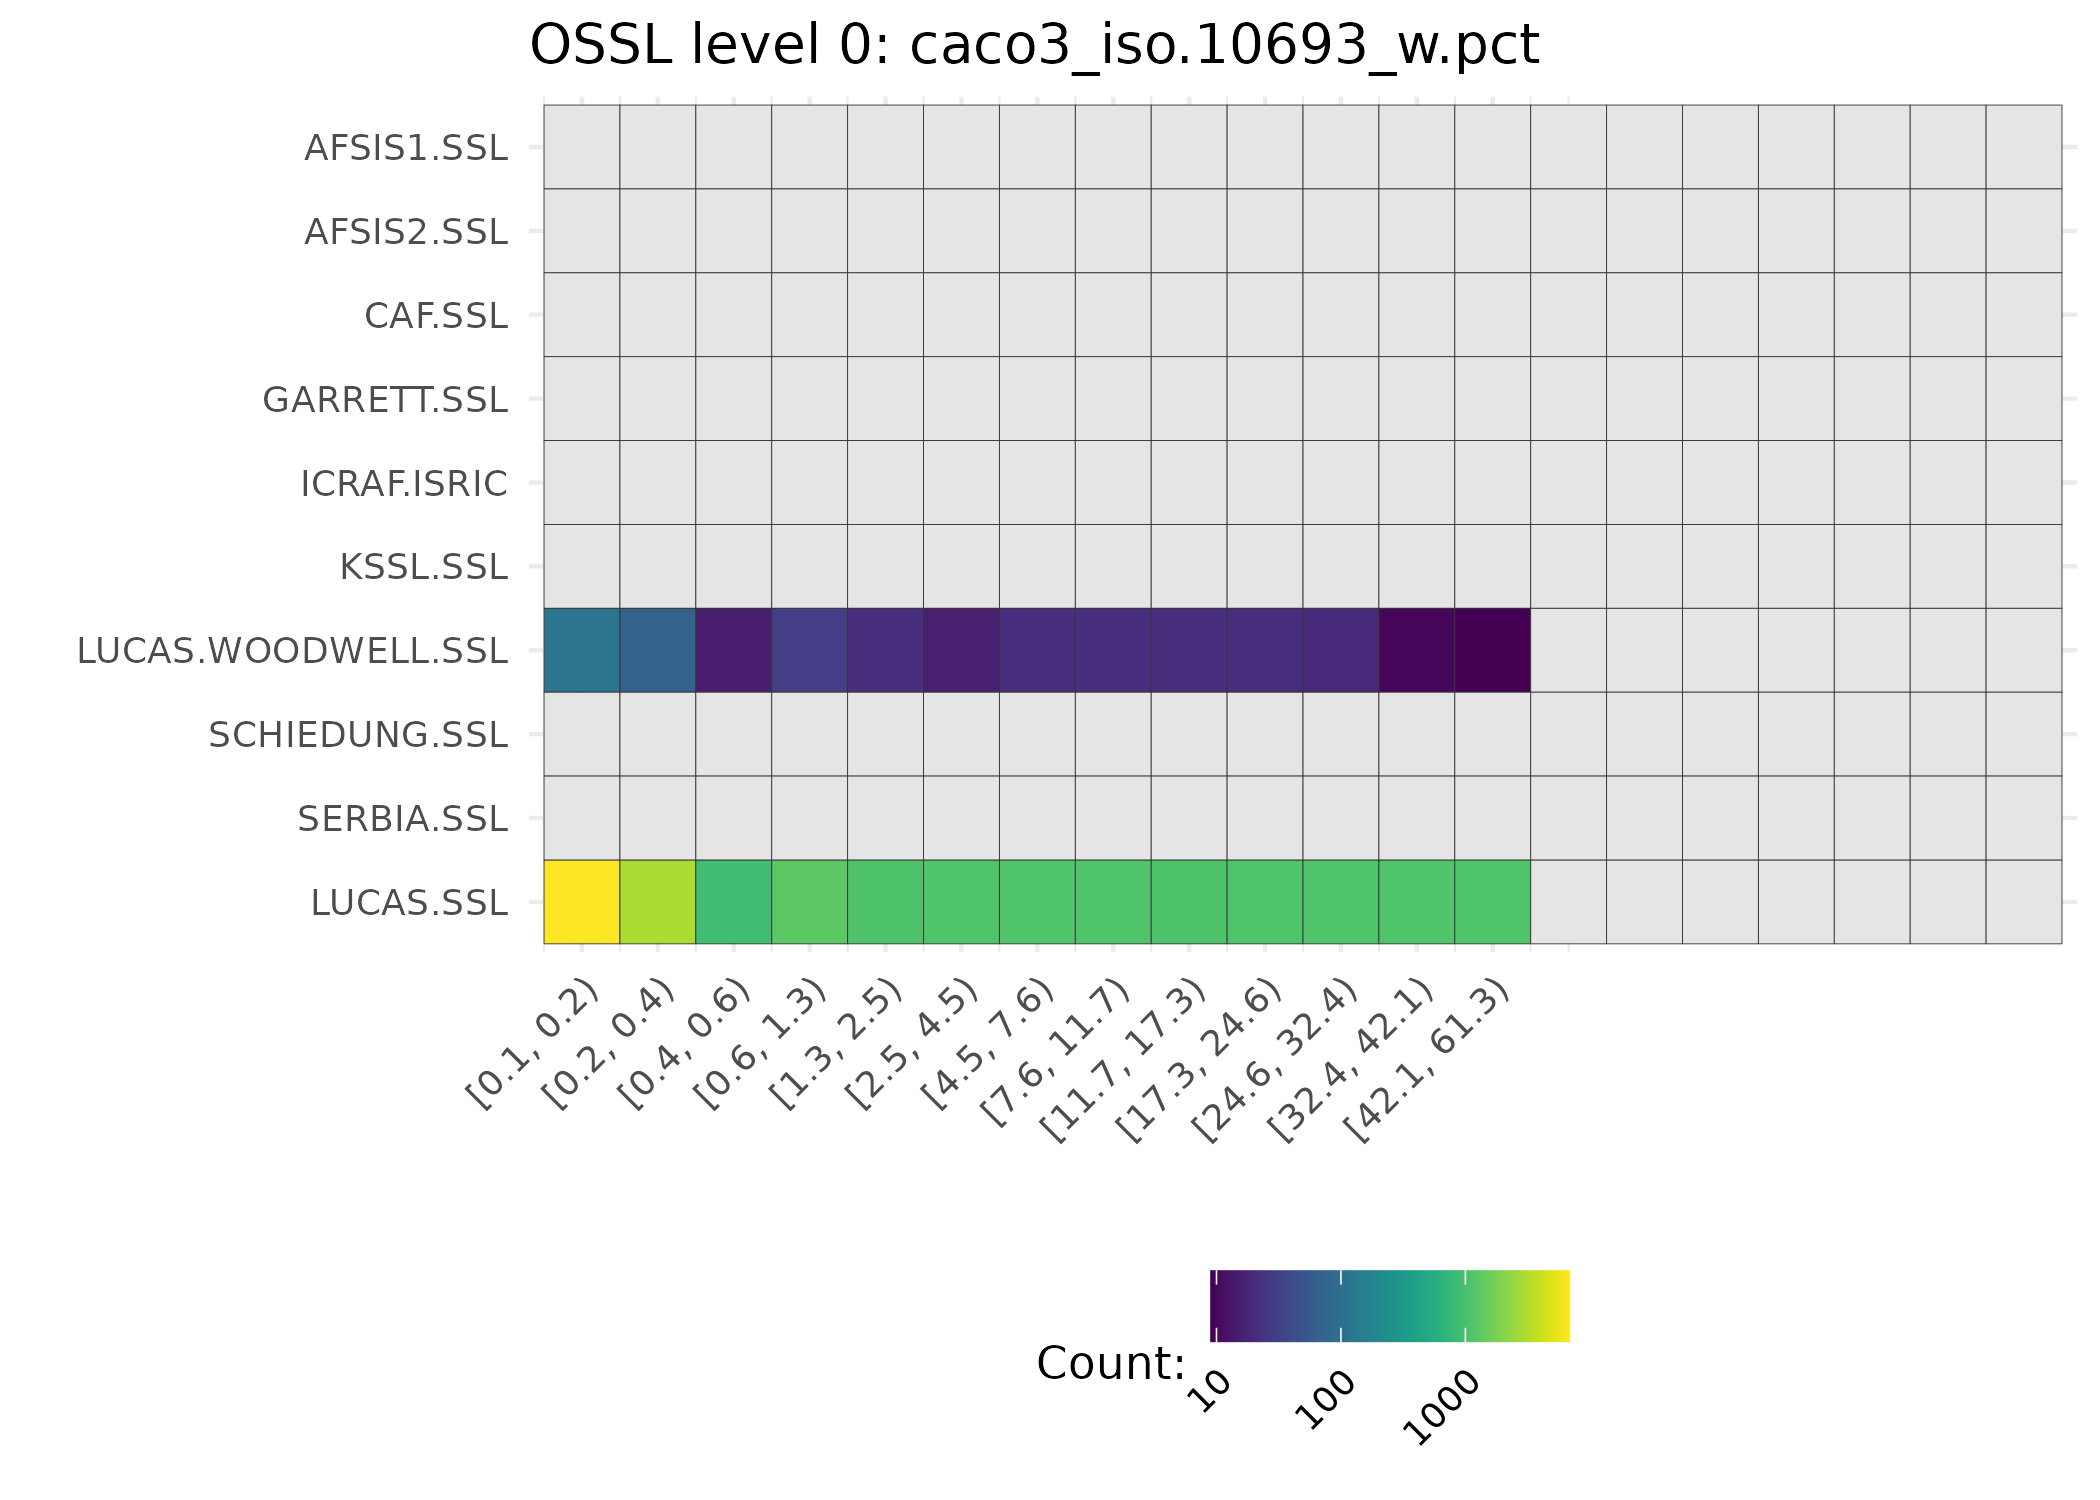 OSSL level 0: caco3_iso.10693_w.pct
AFSIS1.SSL
AFSIS2.SSL
CAF.SSL
GARRETT.SSL
ICRAF.ISRIC
KSSL.SSL
LUCAS.WOODWELL.SSL
SCHIEDUNG.SSL
SERBIA.SSL
LUCAS.SSL
[0.1, 0.2)
[0.2, 0.4)
[0.4, 0.6)
[0.6, 1.3)
[1.3, 2.5)
[2.5, 4.5)
[4.5, 7.6)
[7.6, 11.7)
[11.7, 17.3)
[17.3, 24.6)
[24.6, 32.4)
[32.4, 42.1)
[42.1, 61.3)
Count:
10
100
1000